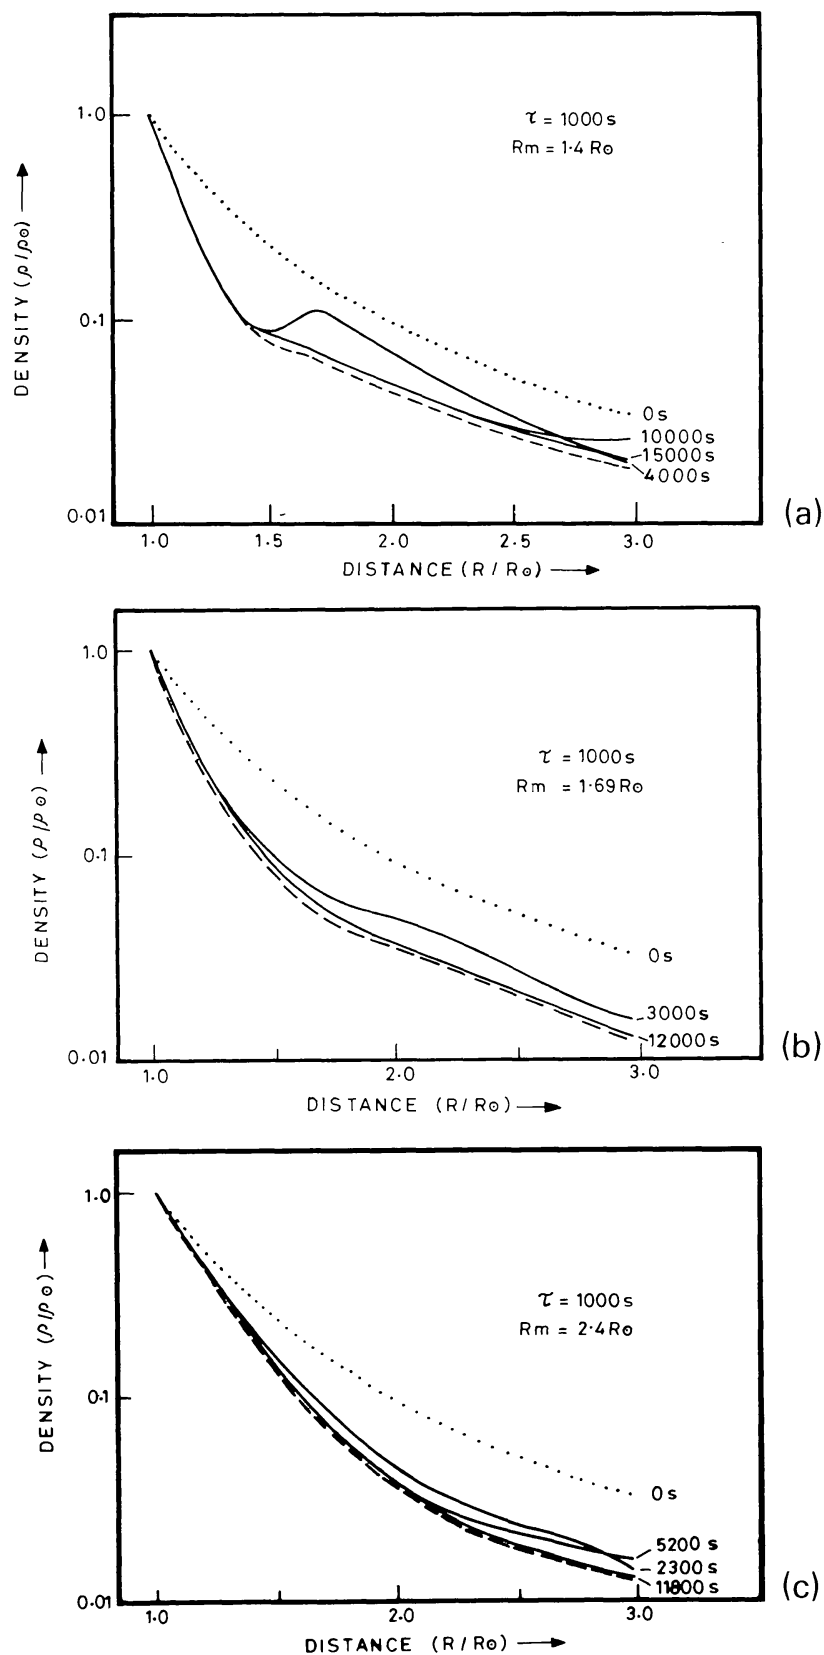 1.0
τ = 1000 s
Rm = 1·4 R⊙
DENSITY (ρ/ρ⊙)
0.1
0s
10000s
15000s
4000s
0.01
(a)
1.0 1.5 2.0 2.5 3.0
DISTANCE (R/R⊙)
1.0
τ = 1000s
Rm = 1·69R⊙
DENSITY (ρ/ρ⊙)
0.1
0s
3000s
12000s
0.01
(b)
1.0 2.0 3.0
DISTANCE (R/R⊙)
1.0
τ = 1000s
Rm = 2·4R⊙
DENSITY (ρ/ρ⊙)
0·1
0s
5200 s
2300 s
11800 s
0.01
(c)
1.0 2.0 3.0
DISTANCE (R/R⊙)